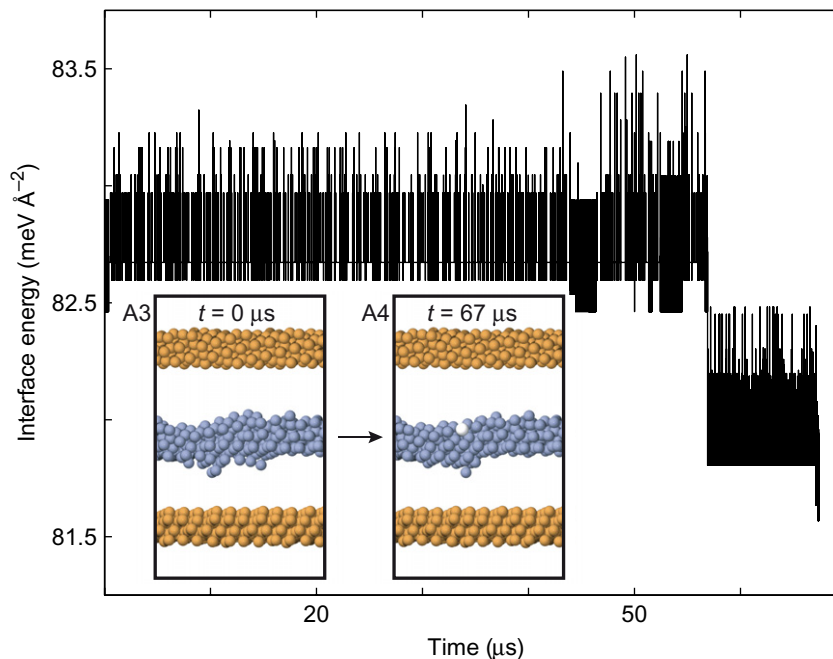 83.5
82.5
81.5
Interface energy (meV Å⁻²)
A3
t = 0 μs
A4
t = 67 μs
20
50
Time (μs)